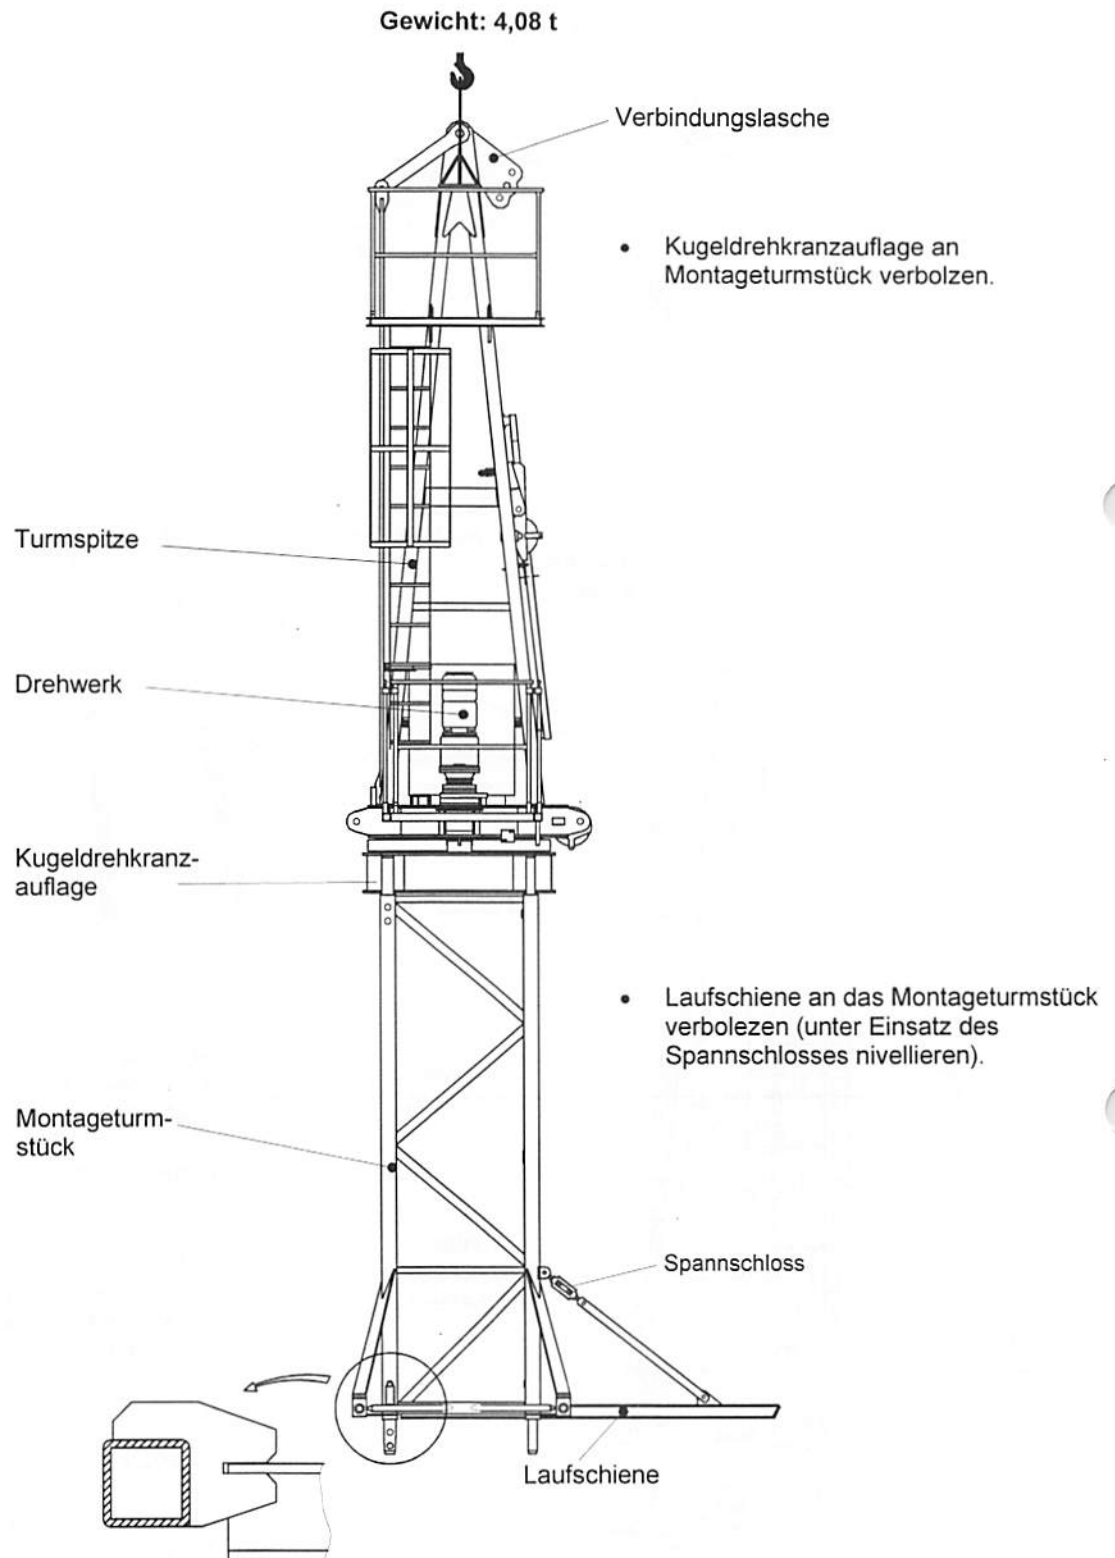 Gewicht: 4,08 t
Verbindungslasche
• Kugeldrehkranzauflage an
Montageturmstück verbolzen.
Turmspitze
Drehwerk
Kugeldrehkranz-
auflage
• Laufschiene an das Montageturmstück
verbolezen (unter Einsatz des
Spannschlosses nivellieren).
Montageturm-
stück
Spannschloss
Laufschiene